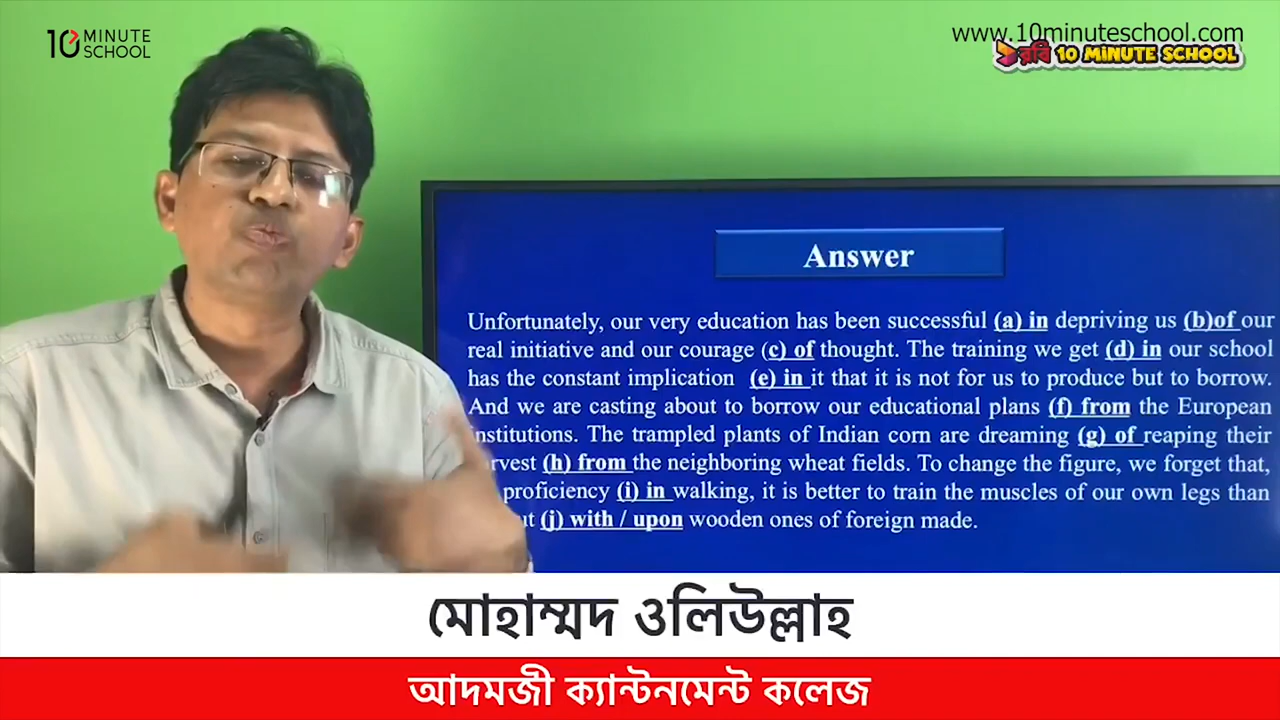 10 MINUTE SCHOOL
www.10minuteschool.com
রবি 10 MINUTE SCHOOL
Answer
Unfortunately, our very education has been successful (a) in depriving us (b)of our
real initiative and our courage (c) of thought. The training we get (d) in our school
has the constant implication (e) in it that it is not for us to produce but to borrow.
And we are casting about to borrow our educational plans (f) from the European
institutions. The trampled plants of Indian corn are dreaming (g) of reaping their
(h) from the neighboring wheat fields. To change the figure, we forget that,
proficiency (i) in walking, it is better to train the muscles of our own legs than
(j) with / upon wooden ones of foreign made.
মোহাম্মদ ওলিউল্লাহ
আদমজী ক্যান্টনমেন্ট কলেজ